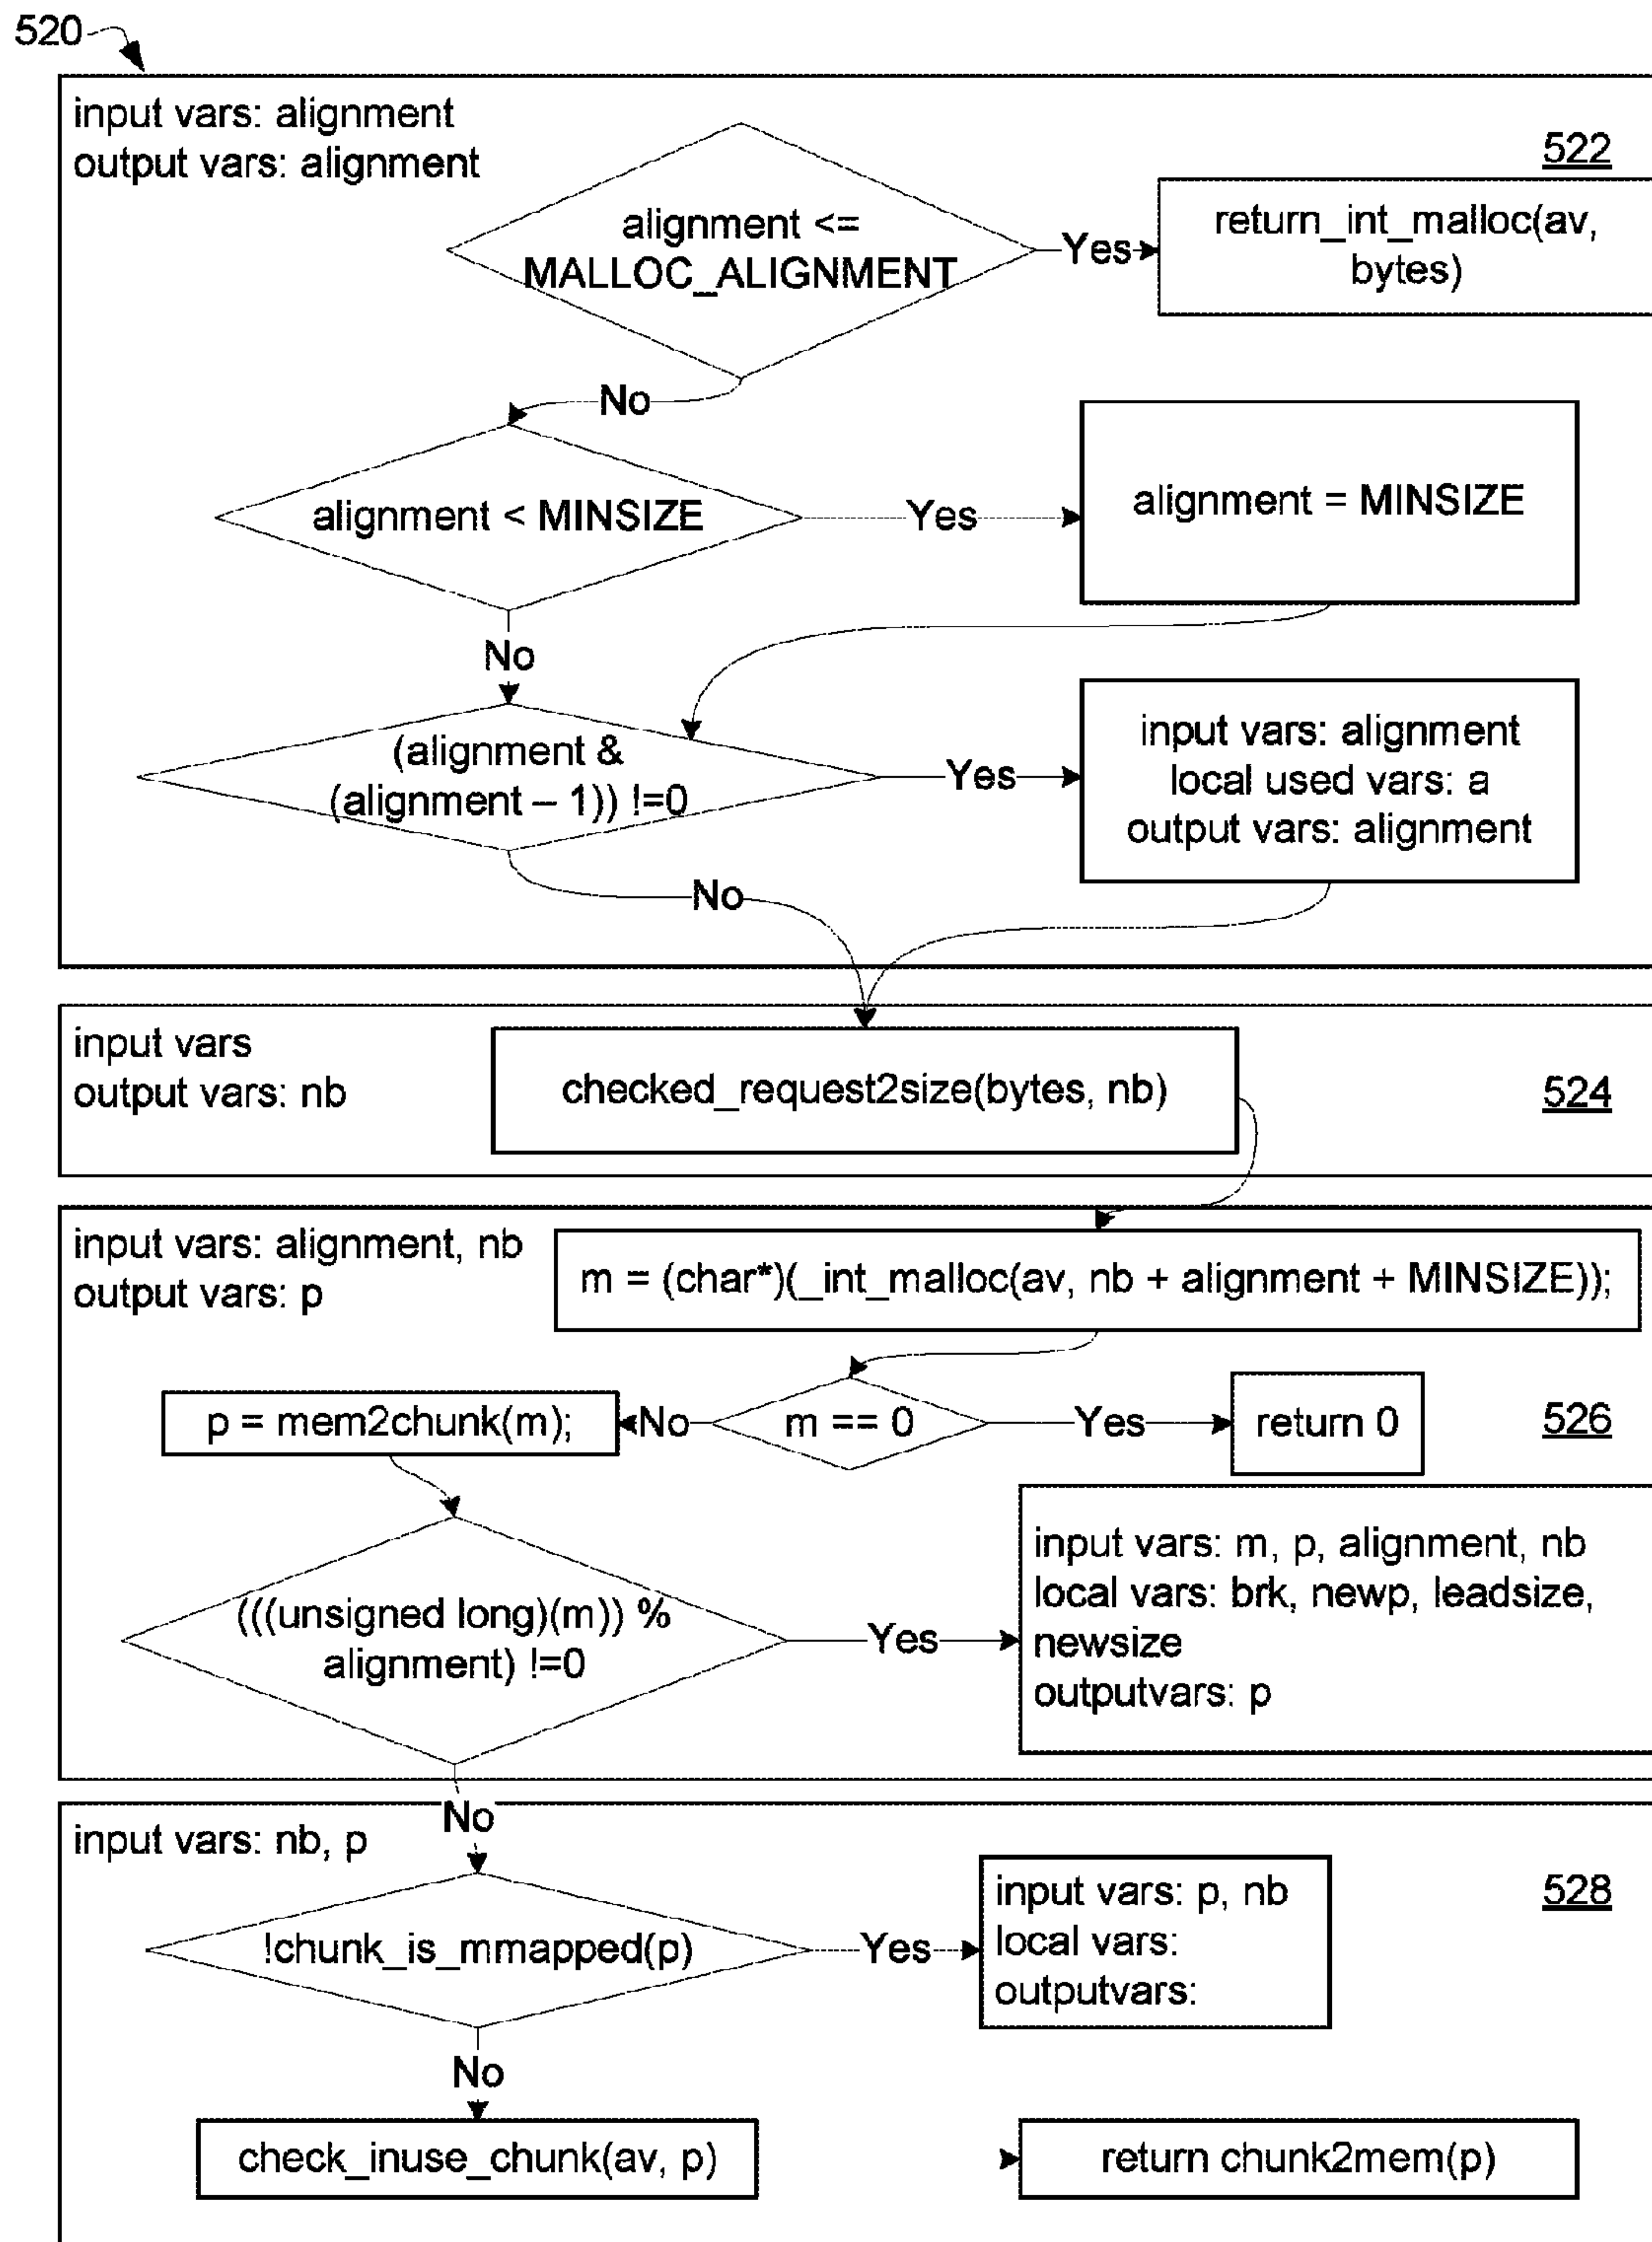 520
input vars: alignment
output vars: alignment
522
alignment <=
MALLOC_ALIGNMENT
Yes
return_int_malloc(av,
bytes)
No
alignment < MINSIZE
Yes
alignment = MINSIZE
No
(alignment &
(alignment – 1)) !=0
Yes
input vars: alignment
local used vars: a
output vars: alignment
No
input vars
output vars: nb
checked_request2size(bytes, nb)
524
input vars: alignment, nb
output vars: p
m = (char*)(_int_malloc(av, nb + alignment + MINSIZE));
p = mem2chunk(m);
No
m == 0
Yes
return 0
526
(((unsigned long)(m)) %
alignment) !=0
Yes
input vars: m, p, alignment, nb
local vars: brk, newp, leadsize,
newsize
outputvars: p
No
input vars: nb, p
528
!chunk_is_mmapped(p)
Yes
input vars: p, nb
local vars:
outputvars:
No
check_inuse_chunk(av, p)
return chunk2mem(p)